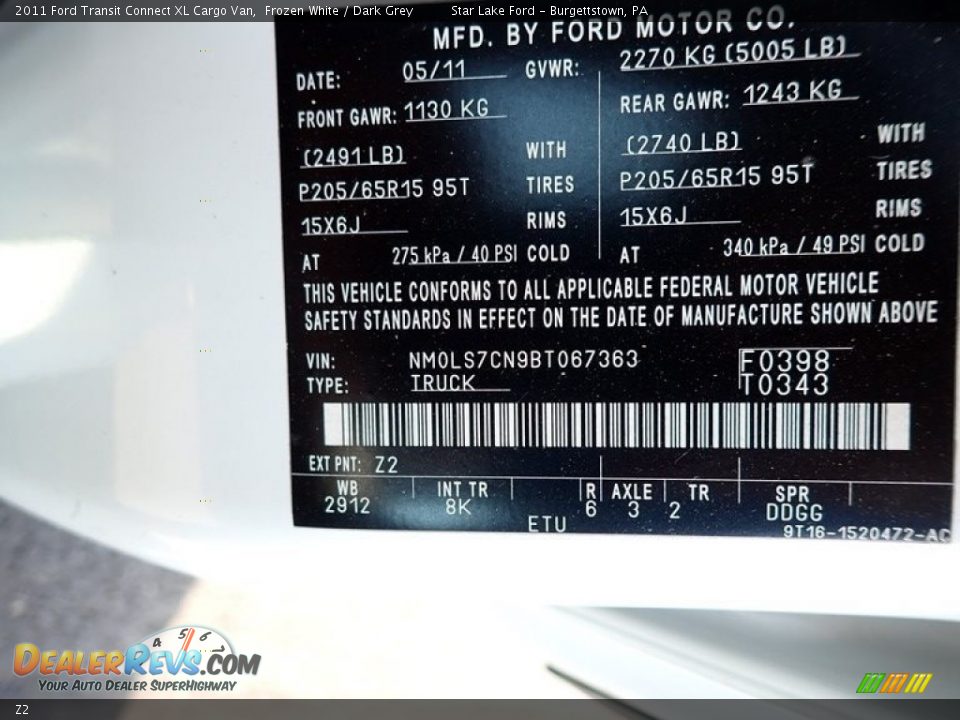 2011 Ford Transit Connect XL Cargo Van, Frozen White / Dark Grey Star Lake Ford - Burgettstown, PA
MFD. BY FORD MOTOR CO.
DATE: 05/11 GVWR: 2270 KG (5005 LB)
FRONT GAWR: 1130 KG REAR GAWR: 1243 KG
(2491 LB) WITH (2740 LB) WITH
P205/65R15 95T TIRES P205/65R15 95T TIRES
15X6J RIMS 15X6J RIMS
AT 275 kPa / 40 PSI COLD AT 340 kPa / 49 PSI COLD
THIS VEHICLE CONFORMS TO ALL APPLICABLE FEDERAL MOTOR VEHICLE
SAFETY STANDARDS IN EFFECT ON THE DATE OF MANUFACTURE SHOWN ABOVE
VIN: NM0LS7CN9BT067363 F0398
TYPE: TRUCK T0343
EXT PNT: Z2
WB INT TR R AXLE TR SPR
2912 8K 6 3 2 DDGG
ETU 9T16-1520472-AC
4 5 6
DEALERREVS.COM
YOUR AUTO DEALER SUPERHIGHWAY
Z2